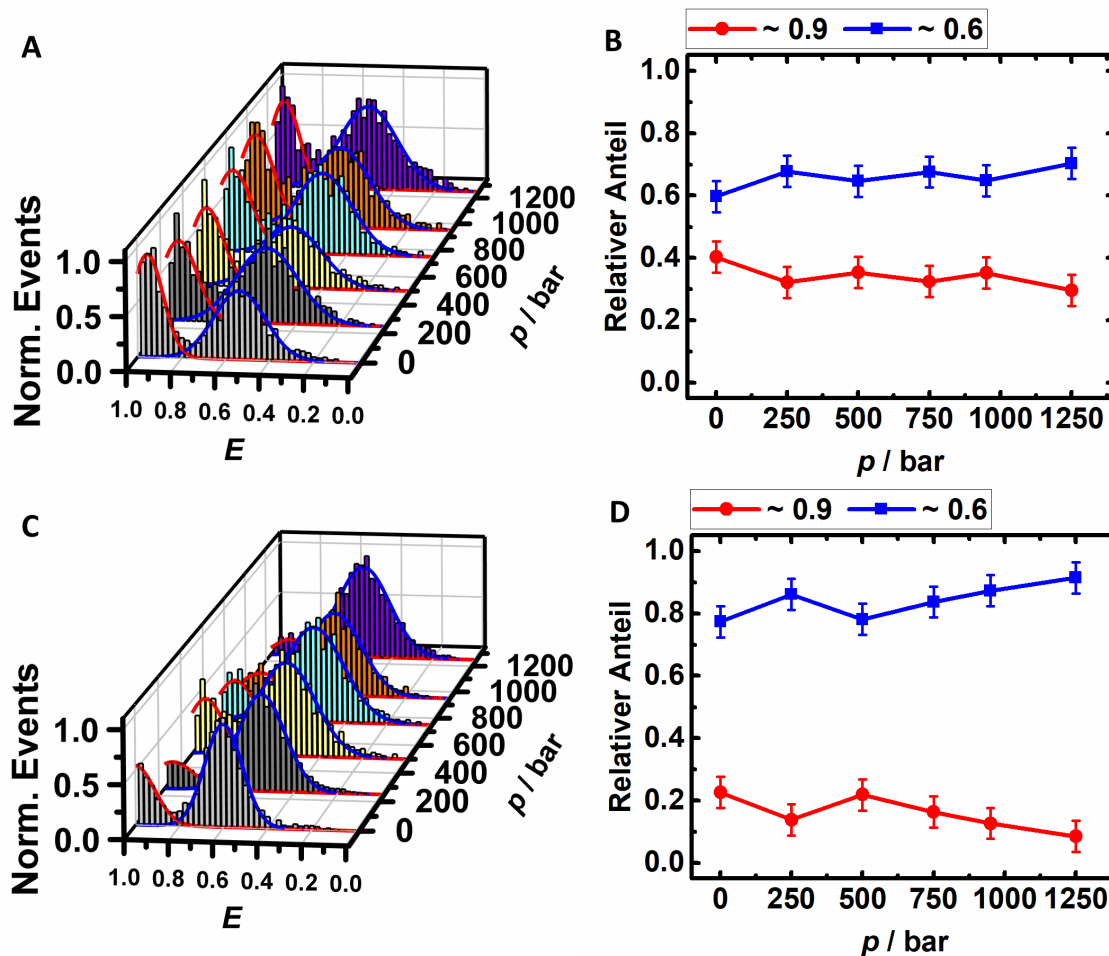 A
Norm. Events
1.0
0.5
0.0
1.0 0.8 0.6 0.4 0.2 0.0
E
0
200
400
600
800
1000
1200
p / bar
B
~ 0.9 ~ 0.6
Relativer Anteil
1.0
0.8
0.6
0.4
0.2
0.0
0 250 500 750 1000 1250
p / bar
C
Norm. Events
1.0
0.5
0.0
1.0 0.8 0.6 0.4 0.2 0.0
E
0
200
400
600
800
1000
1200
p / bar
D
~ 0.9 ~ 0.6
Relativer Anteil
1.0
0.8
0.6
0.4
0.2
0.0
0 250 500 750 1000 1250
p / bar